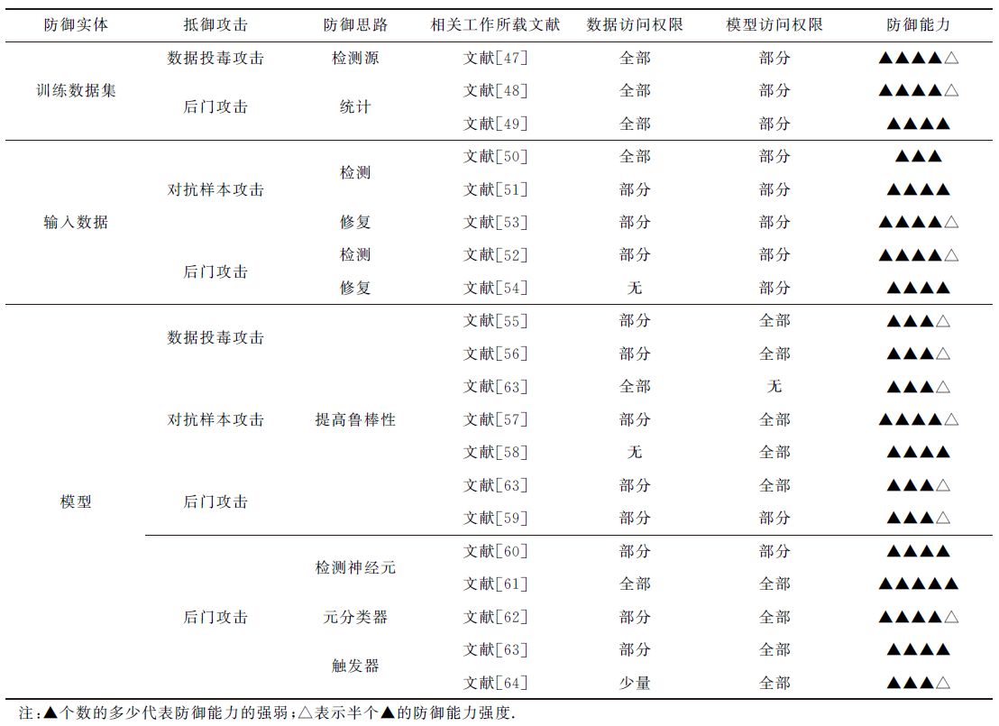 防御实体 抵御攻击 防御思路 相关工作所载文献 数据访问权限 模型访问权限 防御能力
数据投毒攻击 检测源 文献[47] 全部 部分 ▲▲▲▲△
训练数据集 后门攻击 统计 文献[48] 全部 部分 ▲▲▲▲△
文献[49] 全部 部分 ▲▲▲▲
对抗样本攻击 检测 文献[50] 全部 部分 ▲▲▲
文献[51] 部分 部分 ▲▲▲▲
输入数据 修复 文献[53] 部分 部分 ▲▲▲▲△
后门攻击 检测 文献[52] 部分 部分 ▲▲▲▲△
修复 文献[54] 无 部分 ▲▲▲▲
数据投毒攻击 文献[55] 部分 全部 ▲▲▲△
文献[56] 部分 全部 ▲▲▲△
文献[63] 全部 无 ▲▲▲△
对抗样本攻击 提高鲁棒性 文献[57] 部分 全部 ▲▲▲▲△
文献[58] 无 全部 ▲▲▲▲
模型 后门攻击 文献[63] 部分 全部 ▲▲▲△
文献[59] 部分 全部 ▲▲▲△
检测神经元 文献[60] 部分 部分 ▲▲▲▲
文献[61] 全部 全部 ▲▲▲▲▲
后门攻击 元分类器 文献[62] 部分 全部 ▲▲▲▲△
触发器 文献[63] 部分 全部 ▲▲▲▲
文献[64] 少量 全部 ▲▲▲△
注:▲个数的多少代表防御能力的强弱;△表示半个▲的防御能力强度.